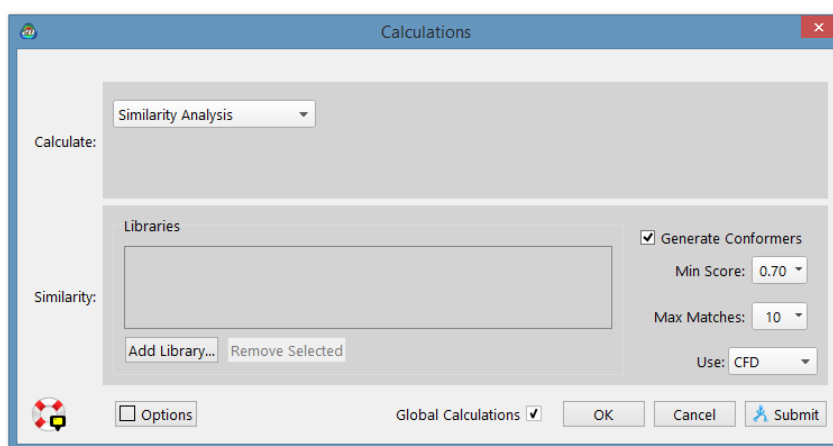 Calculations
Similarity Analysis
Calculate:
Libraries
Generate Conformers
Min Score: 0.70
Similarity:
Max Matches: 10
Add Library... Remove Selected
Use: CFD
Options Global Calculations OK Cancel Submit